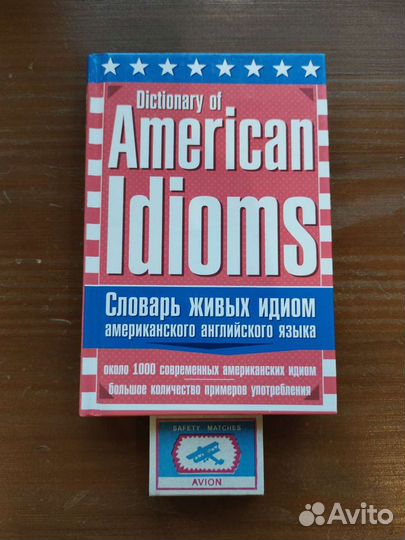 Dictionary of
American
Idioms
Словарь живых идиом
американского английского языка
около 1000 современных американских идиом
большое количество примеров употребления
SAFETY MATCHES
AVION
Avito